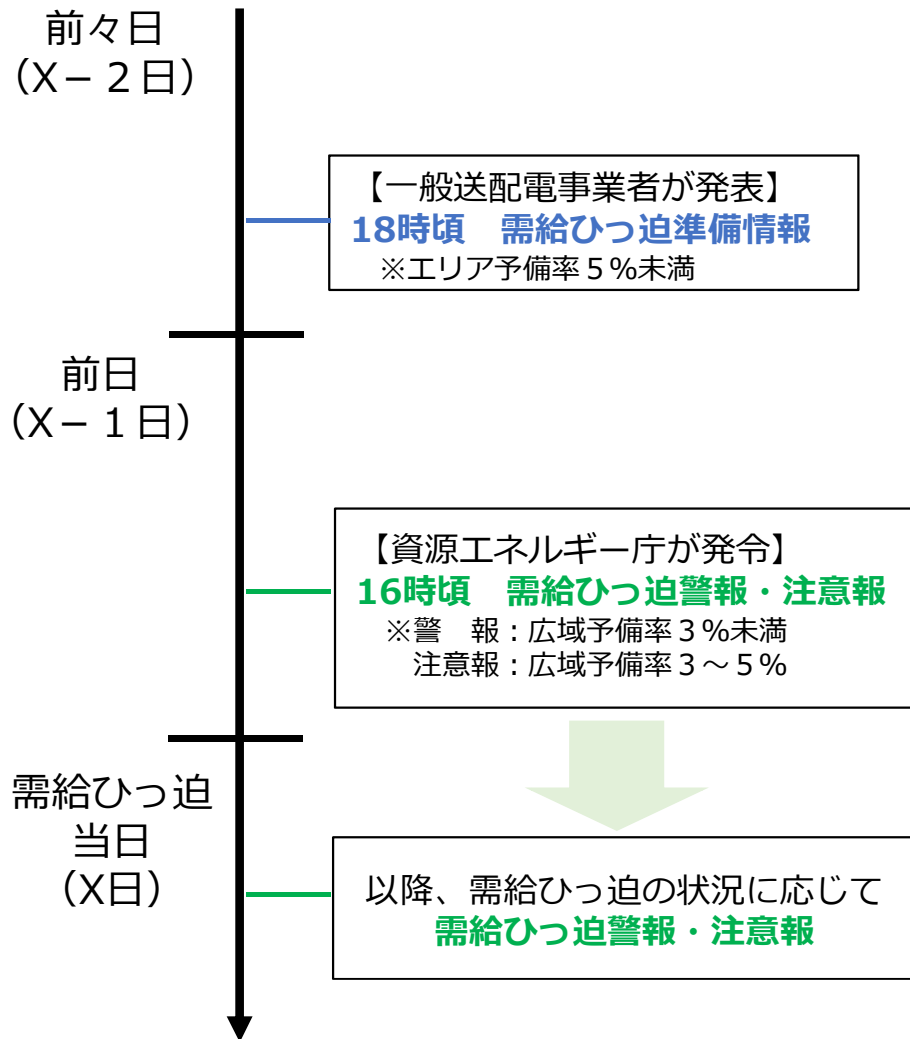 前々日
（X－２日）
【一般送配電事業者が発表】
18時頃　需給ひっ迫準備情報
※エリア予備率５％未満
前日
（X－１日）
【資源エネルギー庁が発令】
16時頃　需給ひっ迫警報・注意報
※警　報：広域予備率３％未満
注意報：広域予備率３～５％
需給ひっ迫
当日
（X日）
以降、需給ひっ迫の状況に応じて
需給ひっ迫警報・注意報